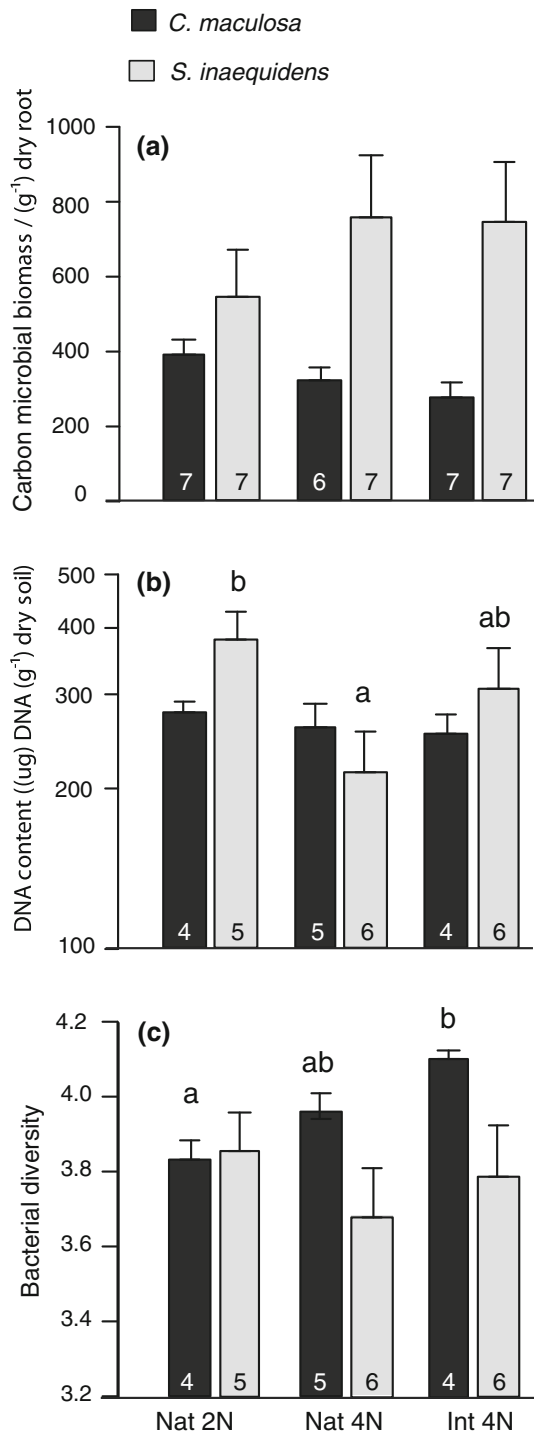 C. maculosa
S. inaequidens
Carbon microbial biomass / (g⁻¹) dry root
1000
800
600
400
200
0
(a)
7
7
6
7
7
7
DNA content ((ug) DNA (g⁻¹) dry soil)
500
400
300
200
100
(b)
b
a
ab
4
5
5
6
4
6
Bacterial diversity
4.2
4.0
3.8
3.6
3.4
3.2
(c)
a
ab
b
4
5
5
6
4
6
Nat 2N
Nat 4N
Int 4N